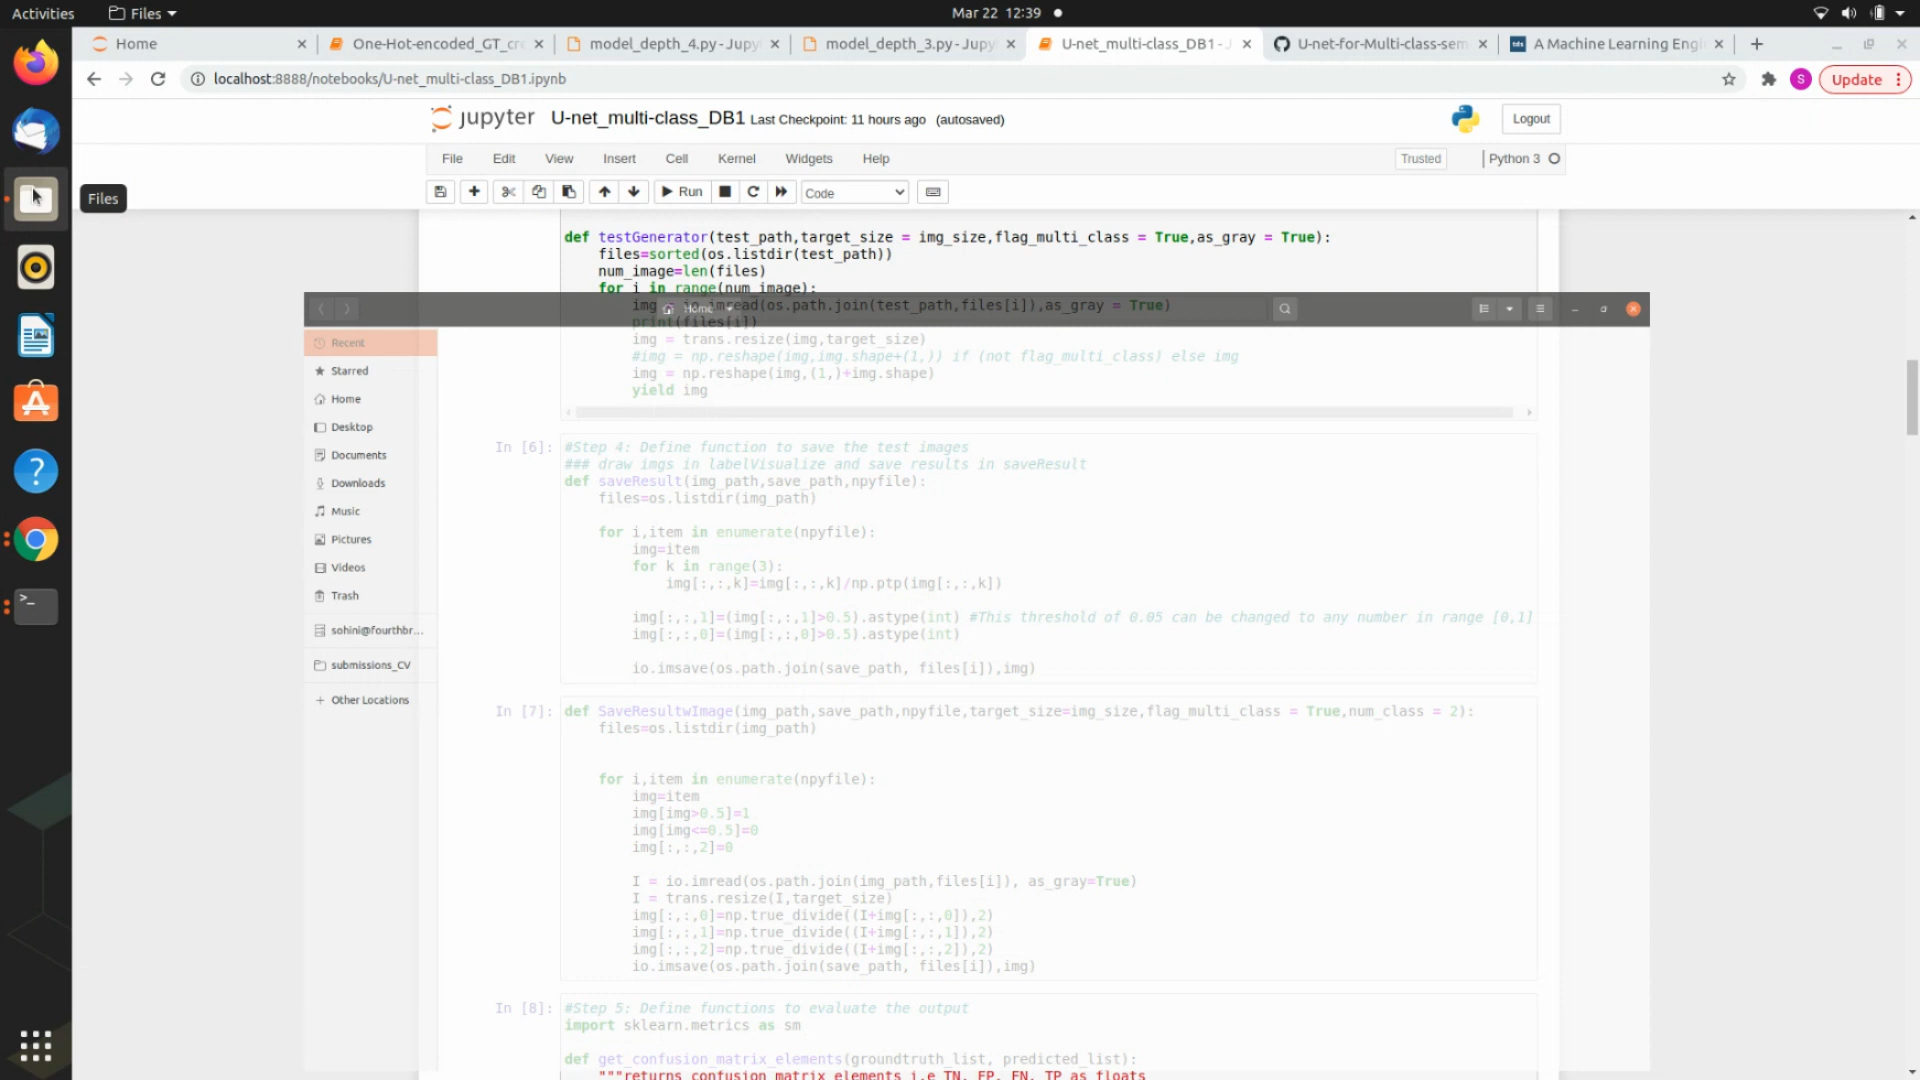 Activities
Files
Mar 22 12:39
Home
One-Hot-encoded_GT_cre
model_depth_4.py - Jupy
model_depth_3.py - Jupy
U-net_multi-class_DB1 - J
U-net-for-Multi-class-sem
tds A Machine Learning Engi
localhost:8888/notebooks/U-net_multi-class_DB1.ipynb
S
Update
jupyter U-net_multi-class_DB1 Last Checkpoint: 11 hours ago (autosaved)
Logout
File Edit View Insert Cell Kernel Widgets Help
Trusted
Python 3
Run
Code
Files
def testGenerator(test_path,target_size = img_size,flag_multi_class = True,as_gray = True):
files=sorted(os.listdir(test_path))
num_image=len(files)
for i in range(num_image):
img = io.imread(os.path.join(test_path,files[i]),as_gray = True)
Home
print(files[i])
img = trans.resize(img,target_size)
#img = np.reshape(img,img.shape+(1,)) if (not flag_multi_class) else img
img = np.reshape(img,(1,)+img.shape)
yield img
Recent
Starred
Home
Desktop
Documents
Downloads
Music
Pictures
Videos
Trash
sohini@fourthbr...
submissions_CV
+ Other Locations
In [6]:
#Step 4: Define function to save the test images
### draw imgs in labelVisualize and save results in saveResult
def saveResult(img_path,save_path,npyfile):
files=os.listdir(img_path)
for i,item in enumerate(npyfile):
img=item
for k in range(3):
img[:,:,k]=img[:,:,k]/np.ptp(img[:,:,k])
img[:,:,1]=(img[:,:,1]>0.5).astype(int) #This threshold of 0.05 can be changed to any number in range [0,1]
img[:,:,0]=(img[:,:,0]>0.5).astype(int)
io.imsave(os.path.join(save_path, files[i]),img)
In [7]:
def SaveResultwImage(img_path,save_path,npyfile,target_size=img_size,flag_multi_class = True,num_class = 2):
files=os.listdir(img_path)
for i,item in enumerate(npyfile):
img=item
img[img>0.5]=1
img[img<=0.5]=0
img[:,:,2]=0
I = io.imread(os.path.join(img_path,files[i]), as_gray=True)
I = trans.resize(I,target_size)
img[:,:,0]=np.true_divide((I+img[:,:,0]),2)
img[:,:,1]=np.true_divide((I+img[:,:,1]),2)
img[:,:,2]=np.true_divide((I+img[:,:,2]),2)
io.imsave(os.path.join(save_path, files[i]),img)
In [8]:
#Step 5: Define functions to evaluate the output
import sklearn.metrics as sm
def get_confusion_matrix_elements(groundtruth_list, predicted_list):
"""returns confusion matrix elements i.e TN, FP, FN, TP as floats